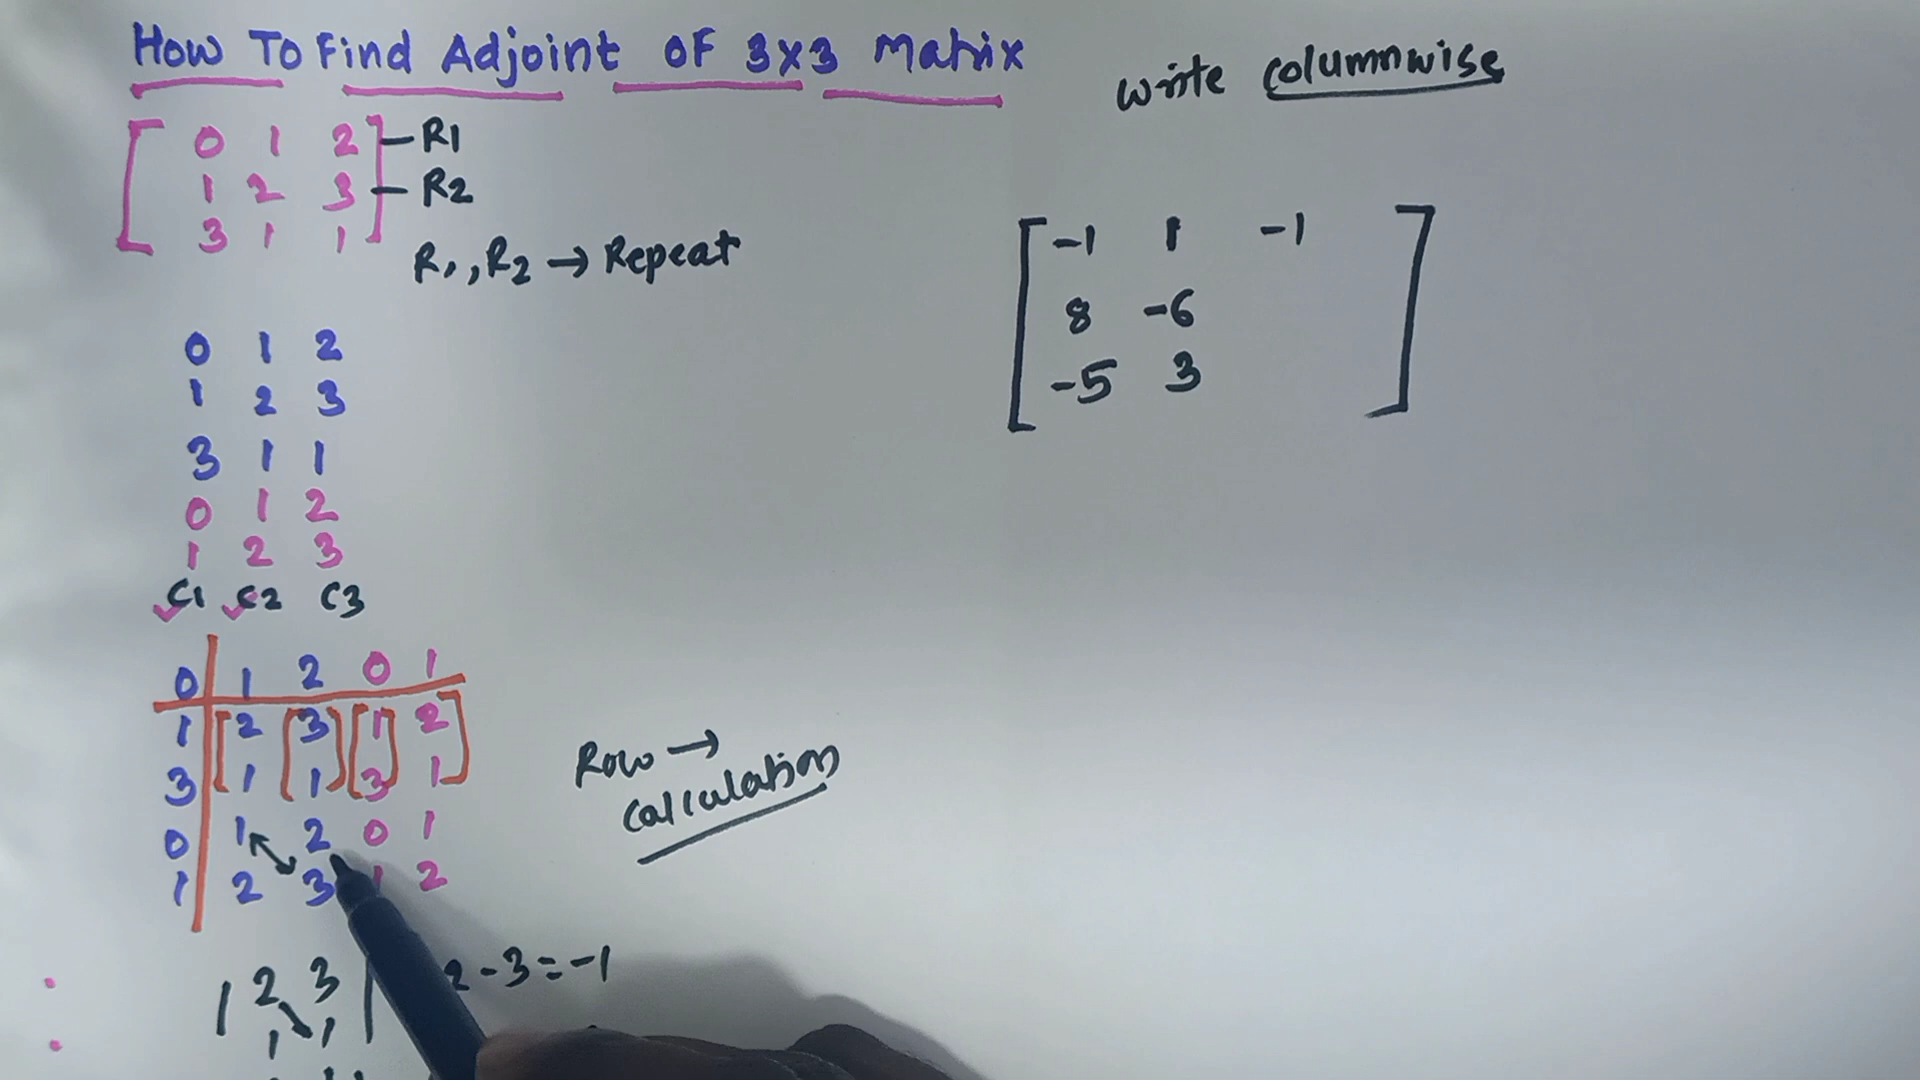 How To Find Adjoint OF 3x3 Matrix
write columnwise
0 1 2 R1
1 2 3 R2
3 1 1
R1, R2 → Repeat
-1 1 -1
8 -6
-5 3
0 1 2
1 2 3
3 1 1
0 1 2
1 2 3
C1 C2 C3
0 1 2 0 1
1 2 3 1 2
3 1 1 3 1
0 1 2 0 1
1 2 3 1 2
Row →
calculation
2 3 2-3=-1
1 1